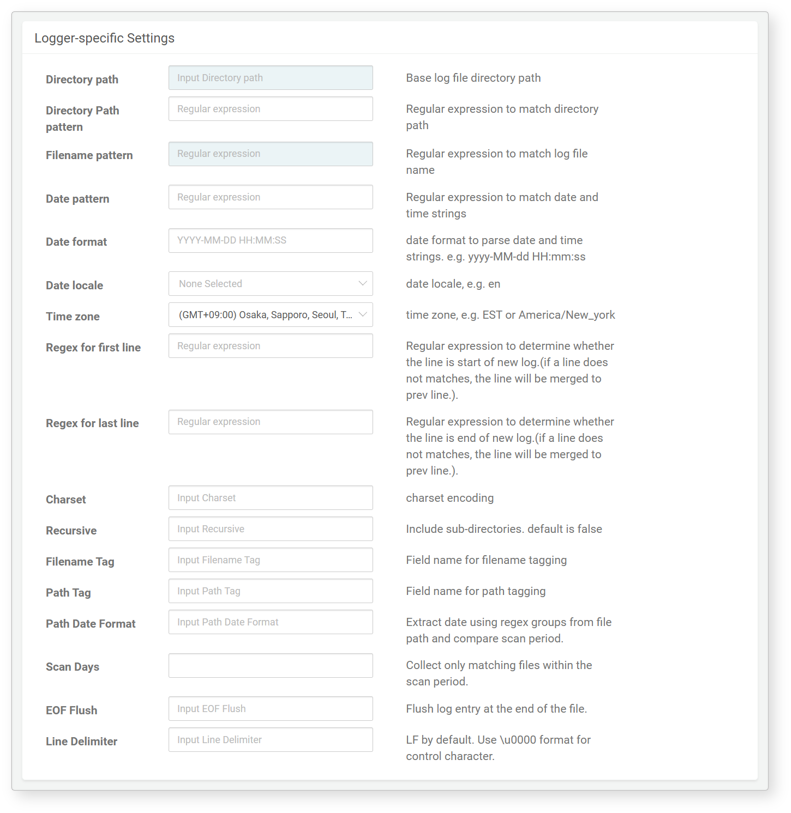 Logger-specific Settings
Directory path
Input Directory path
Base log file directory path
Directory Path
pattern
Regular expression
Regular expression to match directory
path
Filename pattern
Regular expression
Regular expression to match log file
name
Date pattern
Regular expression
Regular expression to match date and
time strings
Date format
YYYY-MM-DD HH:MM:SS
date format to parse date and time
strings. e.g. yyyy-MM-dd HH:mm:ss
Date locale
None Selected
date locale, e.g. en
Time zone
(GMT+09:00) Osaka, Sapporo, Seoul, T...
time zone, e.g. EST or America/New_york
Regex for first line
Regular expression
Regular expression to determine whether
the line is start of new log.(if a line does
not matches, the line will be merged to
prev line.).
Regex for last line
Regular expression
Regular expression to determine whether
the line is end of new log.(if a line does
not matches, the line will be merged to
prev line.).
Charset
Input Charset
charset encoding
Recursive
Input Recursive
Include sub-directories. default is false
Filename Tag
Input Filename Tag
Field name for filename tagging
Path Tag
Input Path Tag
Field name for path tagging
Path Date Format
Input Path Date Format
Extract date using regex groups from file
path and compare scan period.
Scan Days
Collect only matching files within the
scan period.
EOF Flush
Input EOF Flush
Flush log entry at the end of the file.
Line Delimiter
Input Line Delimiter
LF by default. Use \u0000 format for
control character.